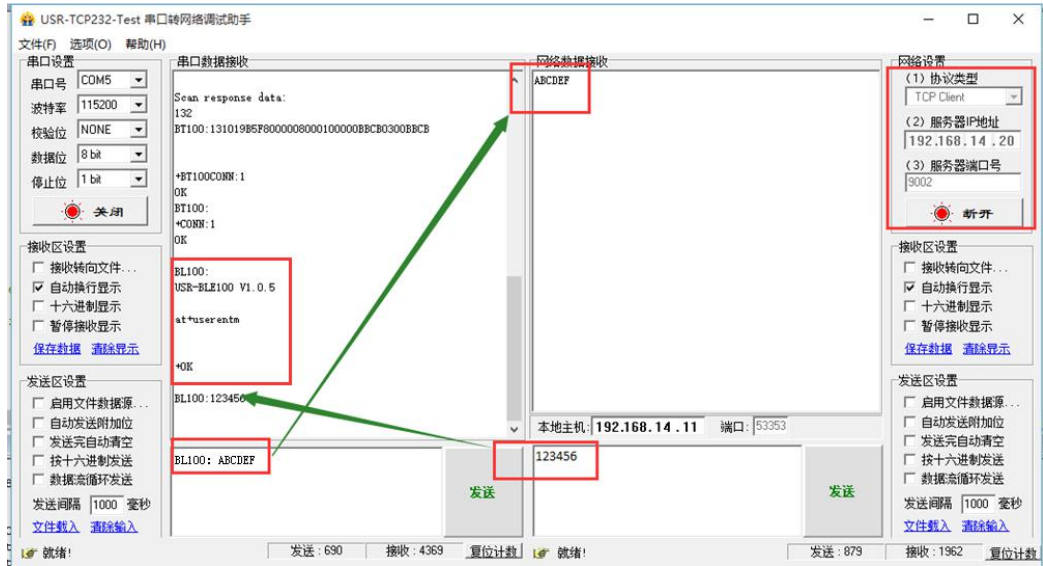 USR-TCP232-Test 串口转网络调试助手
文件(F) 选项(O) 帮助(H)
串口设置
串口号 COM5
波特率 115200
校验位 NONE
数据位 8 bit
停止位 1 bit
关闭
接收区设置
接收转向文件...
自动换行显示
十六进制显示
暂停接收显示
保存数据 清除显示
发送区设置
启用文件数据源...
自动发送附加位
发送完自动清空
按十六进制发送
数据流循环发送
发送间隔 1000 毫秒
文件载入 清除输入
就绪!
串口数据接收
Scan response data:
132
BT100:131019B5F8000008000100000BBCB0300BBCB
+BT100CONN:1
OK
BT100:
+CONN:1
OK
BL100:
USR-BLE100 V1.0.5
at+userentm
+OK
BL100:123456
BL100: ABCDEF
发送
发送 : 690 接收 : 4369 复位计数
网络数据接收
ABCDEF
本地主机: 192.168.14.11 端口: 53353
123456
发送
就绪!
发送 : 879 接收 : 1962 复位计数
网络设置
(1) 协议类型
TCP Client
(2) 服务器IP地址
192.168.14.20
(3) 服务器端口号
9002
断开
接收区设置
接收转向文件...
自动换行显示
十六进制显示
暂停接收显示
保存数据 清除显示
发送区设置
启用文件数据源...
自动发送附加位
发送完自动清空
按十六进制发送
数据流循环发送
发送间隔 1000 毫秒
文件载入 清除输入